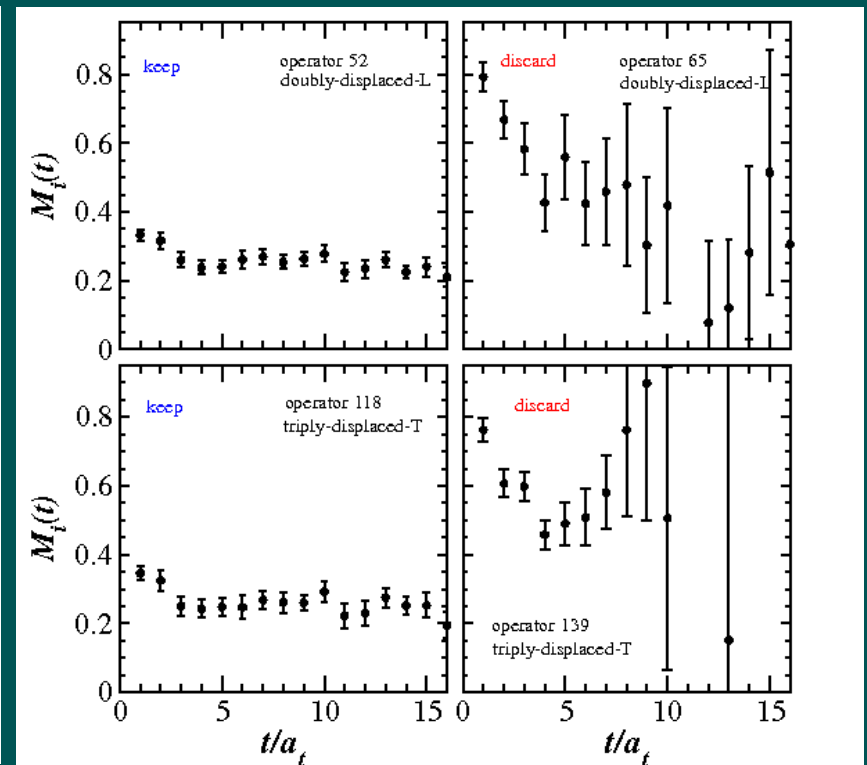 keep
operator 52
doubly-displaced-L
discard
operator 65
doubly-displaced-L
0.8
0.6
0.4
0.2
0
M_i(t)
keep
operator 118
triply-displaced-T
discard
operator 139
triply-displaced-T
0.8
0.6
0.4
0.2
0
M_i(t)
0 5 10 15 0 5 10 15
t/a_t t/a_t